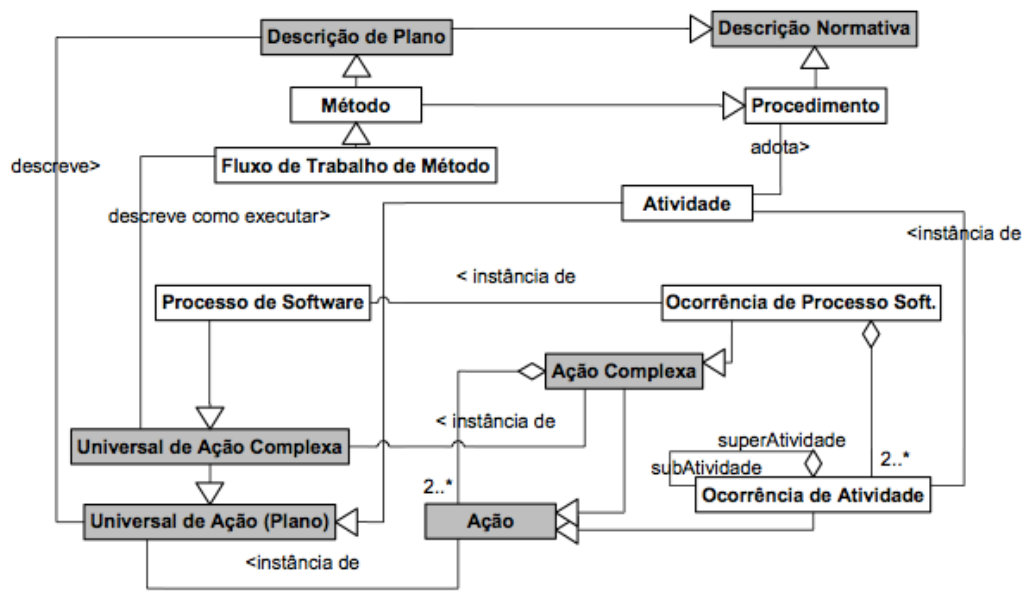 Descrição de Plano
Descrição Normativa
Método
Procedimento
adota>
descreve>
Fluxo de Trabalho de Método
Atividade
descreve como executar>
<instância de
< instância de
Processo de Software
Ocorrência de Processo Soft.
Ação Complexa
< instância de
Universal de Ação Complexa
superAtividade
subAtividade
2..*
2..*
Ocorrência de Atividade
Universal de Ação (Plano)
Ação
<instância de